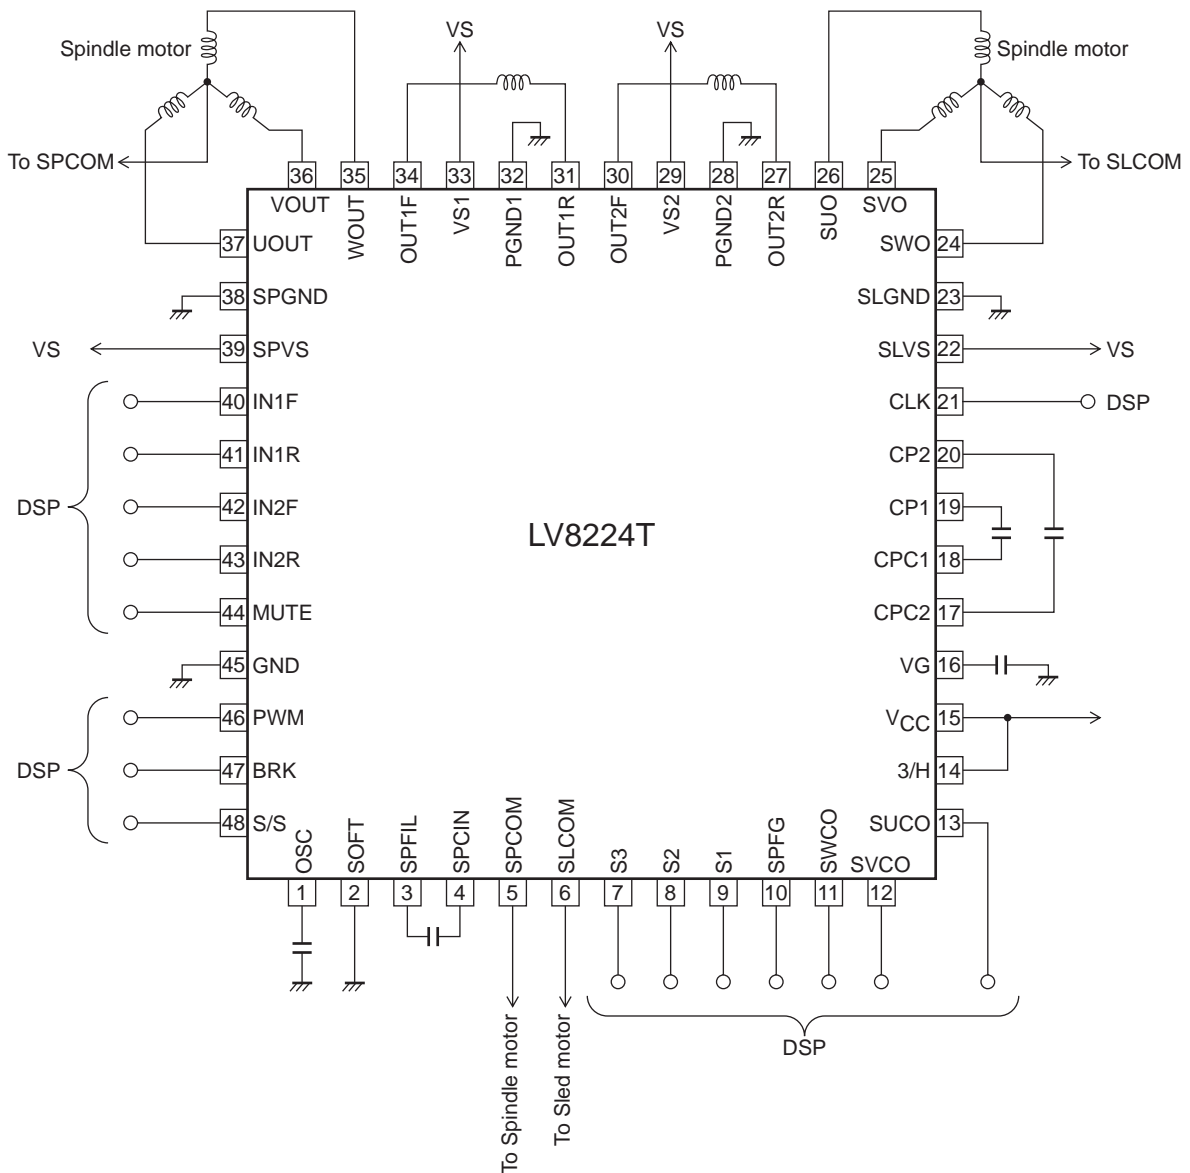 VS
VS
Spindle motor
Spindle motor
To SPCOM
To SLCOM
36
35
34
33
32
31
30
29
28
27
26
25
VOUT
WOUT
OUT1F
VS1
PGND1
OUT1R
OUT2F
VS2
PGND2
OUT2R
SUO
SVO
37 UOUT
SWO 24
38 SPGND
SLGND 23
VS
39 SPVS
SLVS 22
VS
40 IN1F
CLK 21
DSP
41 IN1R
CP2 20
DSP
42 IN2F
CP1 19
LV8224T
43 IN2R
CPC1 18
44 MUTE
CPC2 17
45 GND
VG 16
46 PWM
VCC 15
DSP
47 BRK
3/H 14
48 S/S
SUCO 13
OSC
SOFT
SPFIL
SPCIN
SPCOM
SLCOM
S3
S2
S1
SPFG
SWCO
SVCO
1
2
3
4
5
6
7
8
9
10
11
12
To Spindle motor
To Sled motor
DSP